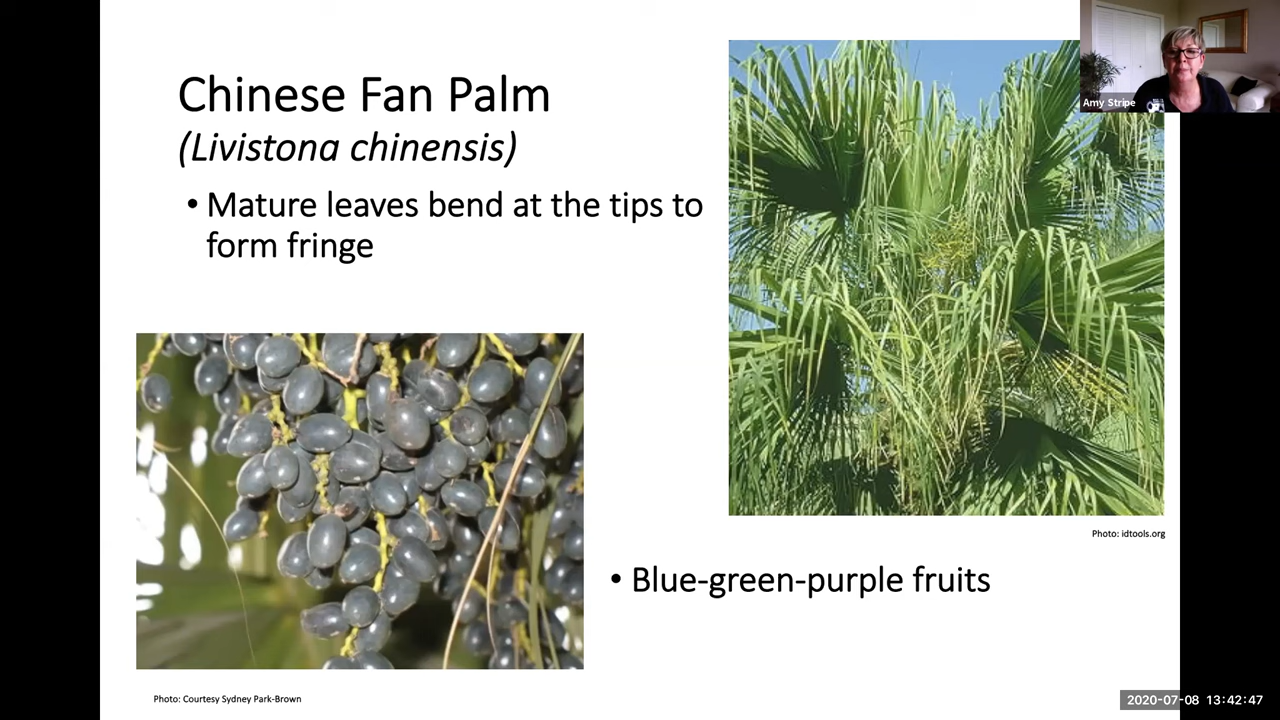 Chinese Fan Palm
(Livistona chinensis)
• Mature leaves bend at the tips to
form fringe
Amy Stripe
Photo: idtools.org
• Blue-green-purple fruits
Photo: Courtesy Sydney Park-Brown
2020-07-08 13:42:47